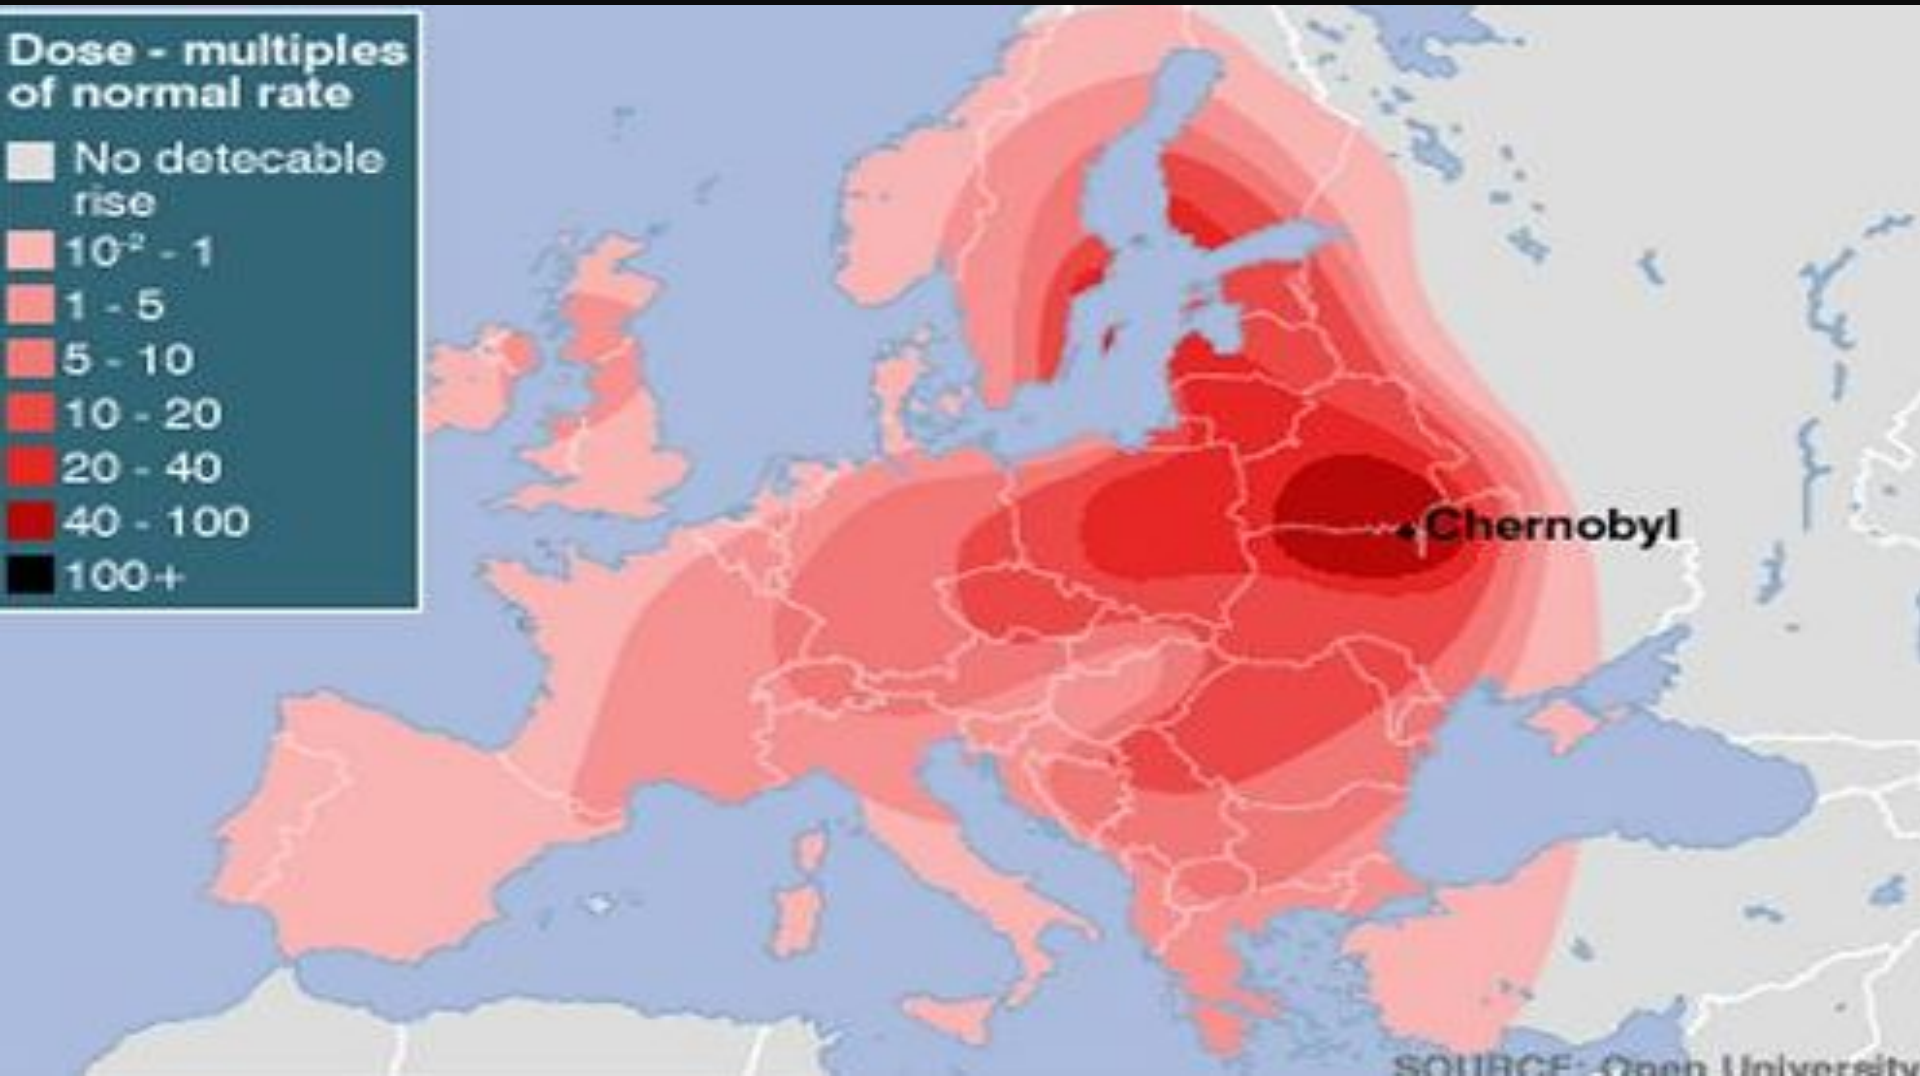 Dose - multiples
of normal rate
No detecable
rise
10⁻² - 1
1 - 5
5 - 10
10 - 20
20 - 40
40 - 100
100+
Chernobyl
SOURCE: Open University